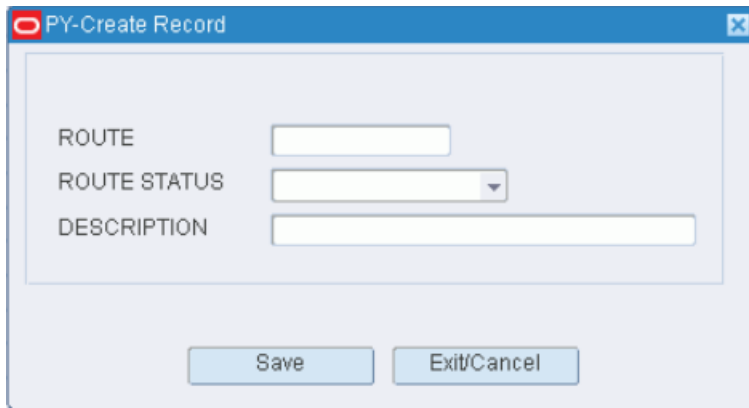 PY-Create Record
ROUTE
ROUTE STATUS
DESCRIPTION
Save Exit/Cancel